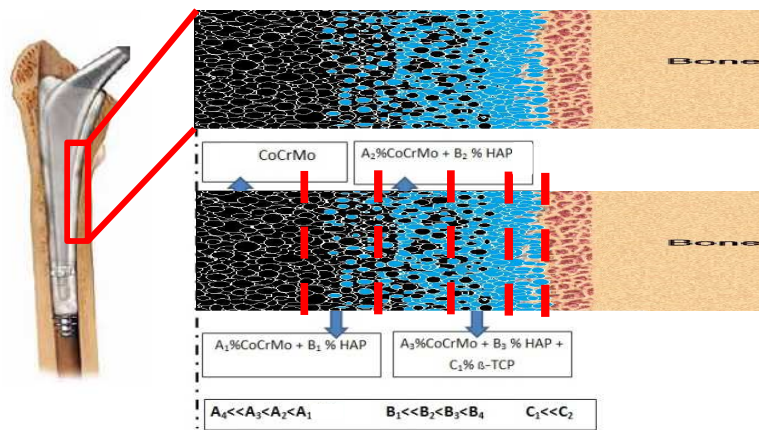 Bone
CoCrMo
A₂%CoCrMo + B₂ % HAP
Bone
A₁%CoCrMo + B₁ % HAP
A₃%CoCrMo + B₃ % HAP +
C₁% ß-TCP
A₄<<A₃<A₂<A₁ B₁<<B₂<B₃<B₄ C₁<<C₂